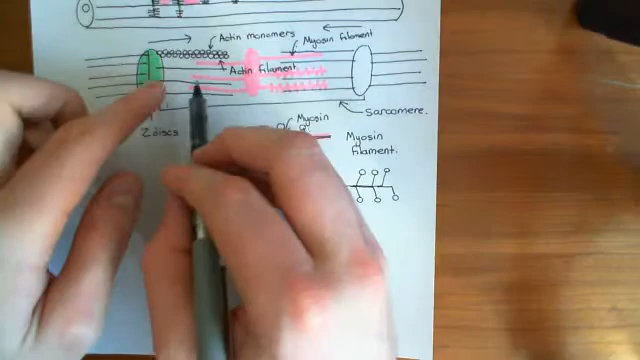 Actin monomers
Myosin filament
Actin filament
Sarcomere.
Z discs
Myosin
Myosin
filament.